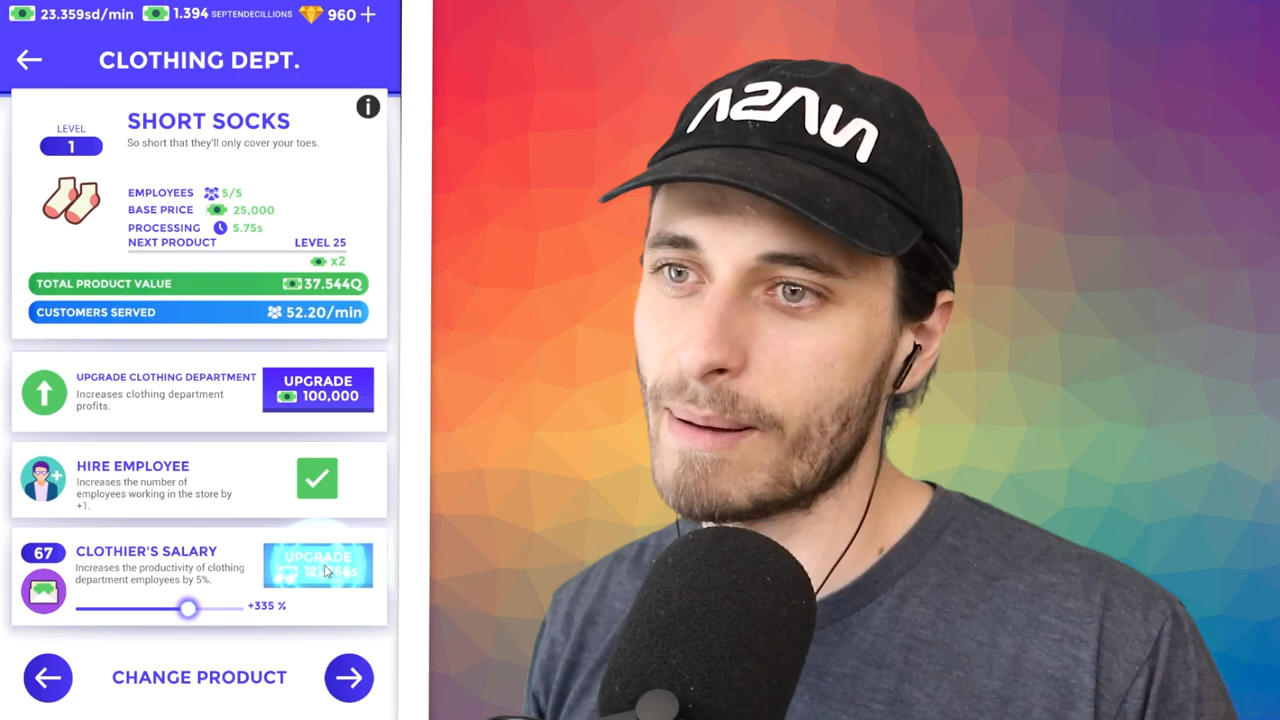 23.359sd/min 1.394 SEPTENDECILLIONS 960 +
CLOTHING DEPT.
LEVEL
1
SHORT SOCKS
So short that they'll only cover your toes.
EMPLOYEES 5/5
BASE PRICE 25,000
PROCESSING 5.75s
NEXT PRODUCT LEVEL 25
x2
TOTAL PRODUCT VALUE 37.544Q
CUSTOMERS SERVED 52.20/min
UPGRADE CLOTHING DEPARTMENT
Increases clothing department
profits.
UPGRADE
100,000
HIRE EMPLOYEE
Increases the number of
employees working in the store by
+1.
67
CLOTHIER'S SALARY
Increases the productivity of clothing
department employees by 5%.
+335 %
UPGRADE
CHANGE PRODUCT